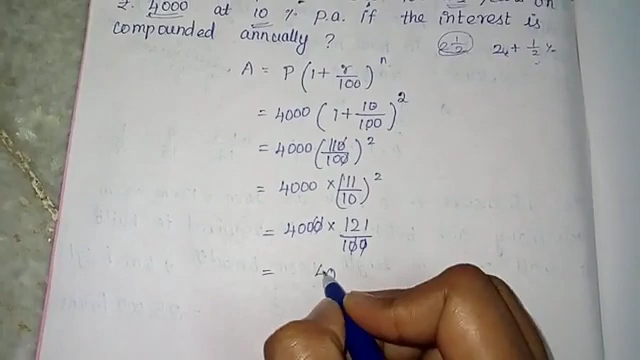 ₹. 4000 at 10 % p.a. if the interest is
compounded annually ? 2 1/2 2 + 1/2 y
A = P (1 + r/100)^n
= 4000 (1 + 10/100)^2
= 4000 (110/100)^2
= 4000 × (11/10)^2
= 4000 × 121/100
= 40